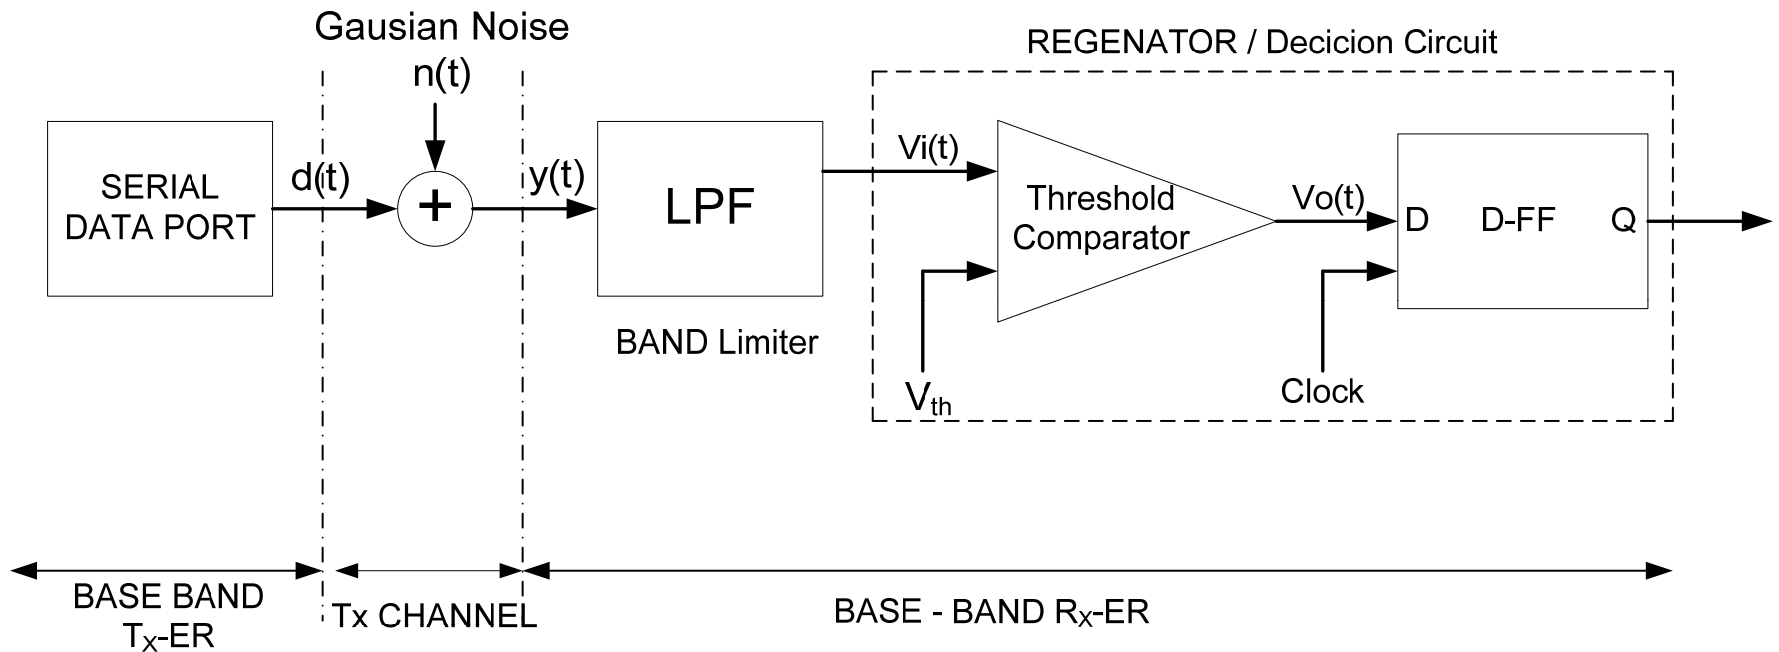 Gausian Noise
n(t)
REGENATOR / Decicion Circuit
SERIAL
DATA PORT
d(t)
+
y(t)
LPF
BAND Limiter
Vi(t)
Threshold
Comparator
Vth
Vo(t)
D
D-FF
Q
Clock
BASE BAND
TX-ER
Tx CHANNEL
BASE - BAND RX-ER